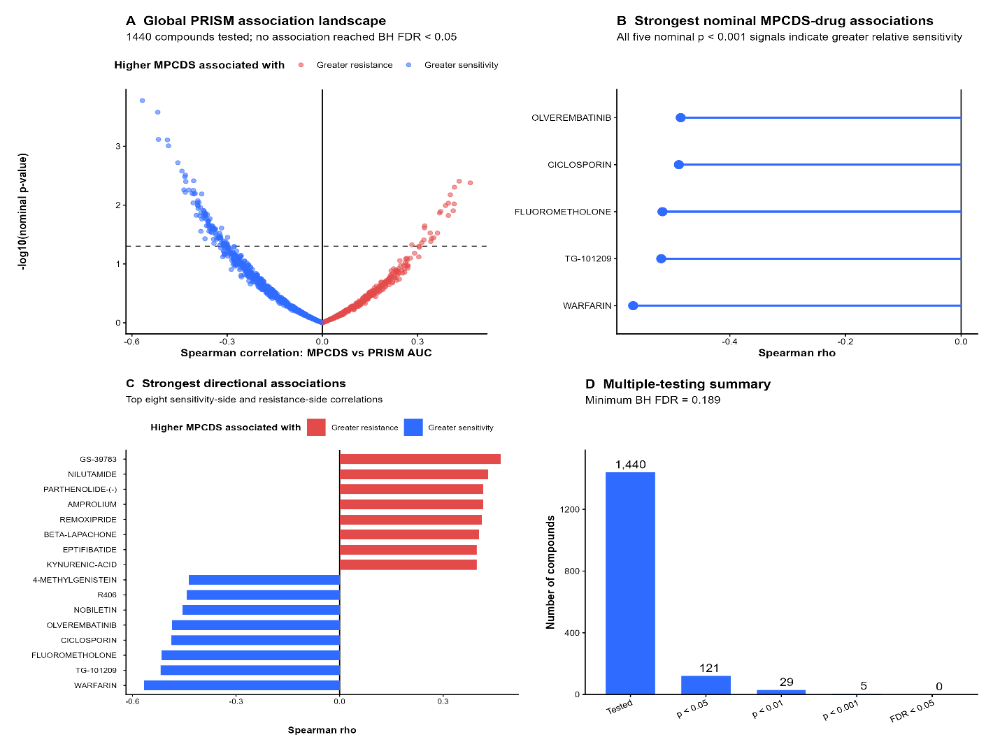 A Global PRISM association landscape
1440 compounds tested; no association reached BH FDR < 0.05
Higher MPCDS associated with Greater resistance Greater sensitivity
-log10(nominal p-value)
3
2
1
0
-0.6 -0.3 0.0 0.3
Spearman correlation: MPCDS vs PRISM AUC
B Strongest nominal MPCDS-drug associations
All five nominal p < 0.001 signals indicate greater relative sensitivity
OLVEREMBATINIB
CICLOSPORIN
FLUOROMETHOLONE
TG-101209
WARFARIN
-0.4 -0.2 0.0
Spearman rho
C Strongest directional associations
Top eight sensitivity-side and resistance-side correlations
Higher MPCDS associated with Greater resistance Greater sensitivity
GS-39783
NILUTAMIDE
PARTHENOLIDE-(-)
AMPROLIUM
REMOXIPRIDE
BETA-LAPACHONE
EPTIFIBATIDE
KYNURENIC-ACID
4-METHYLGENISTEIN
R406
NOBILETIN
OLVEREMBATINIB
CICLOSPORIN
FLUOROMETHOLONE
TG-101209
WARFARIN
-0.6 -0.3 0.0 0.3
Spearman rho
D Multiple-testing summary
Minimum BH FDR = 0.189
Number of compounds
1200
800
400
0
1,440
121
29
5
0
Tested p < 0.05 p < 0.01 p < 0.001 FDR < 0.05